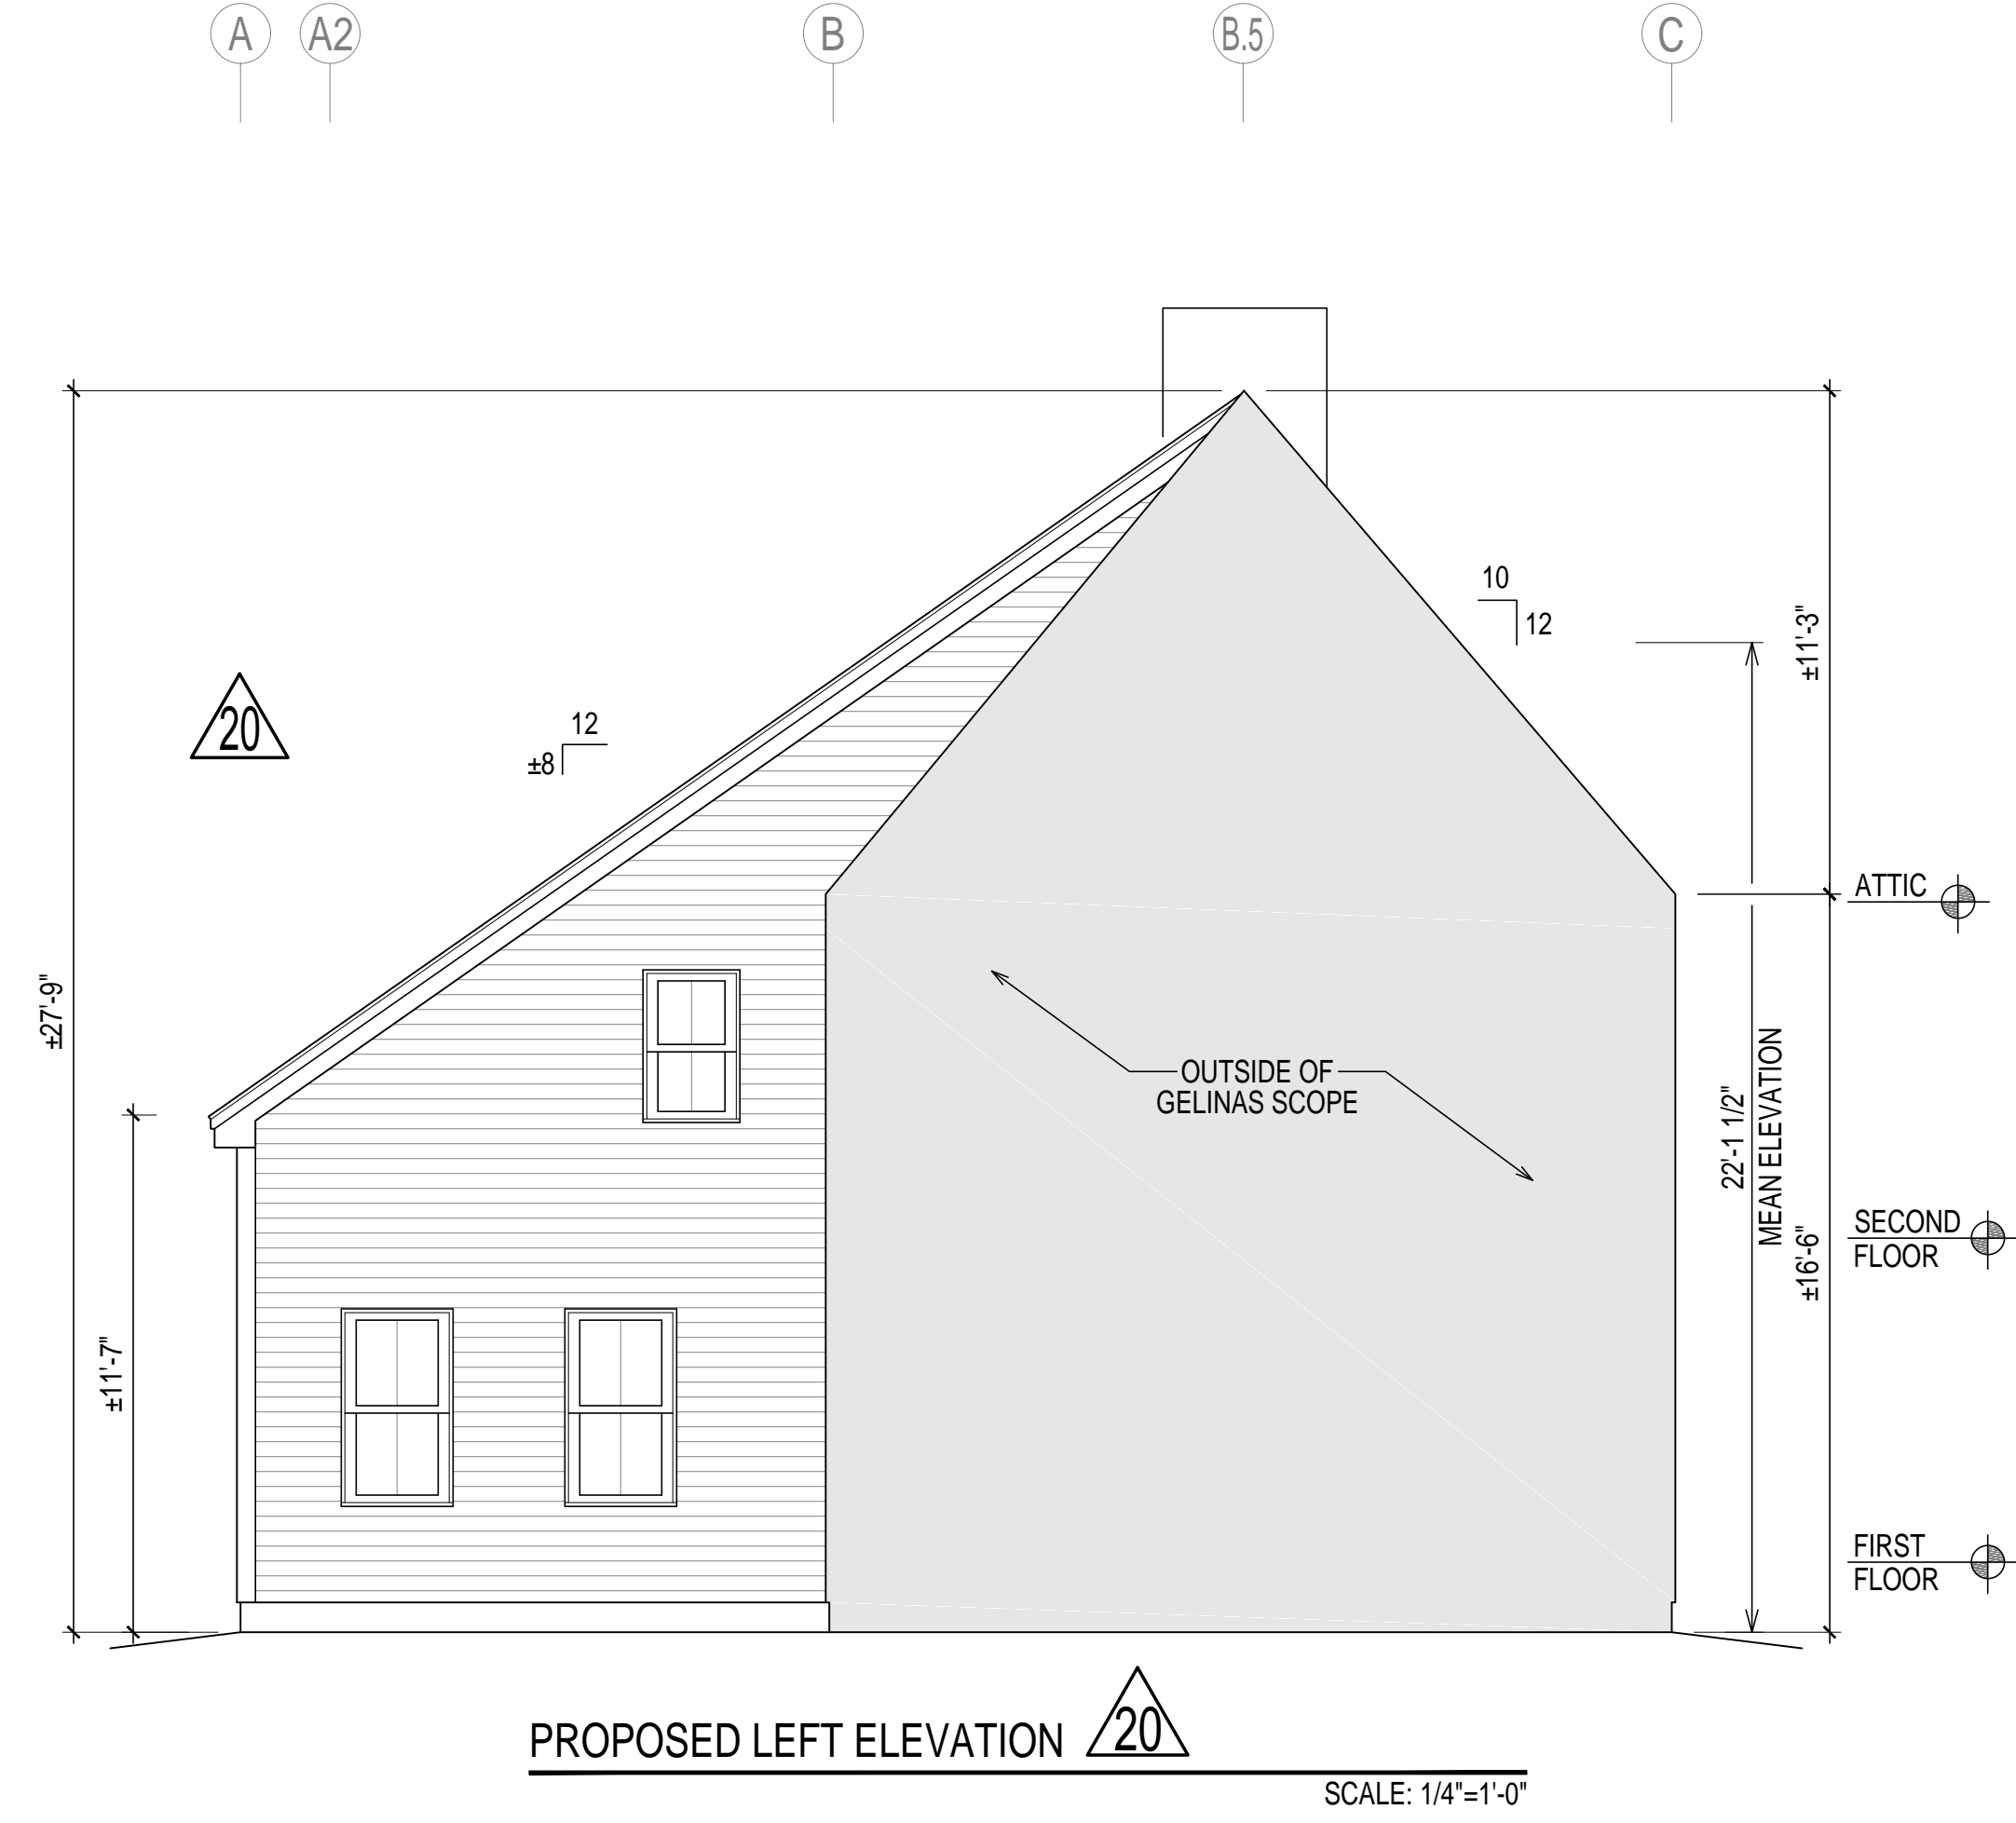 A
A2
B
B.5
C
10
12
±11'-3"
20
12
±8
ATTIC
±27'-9"
OUTSIDE OF
GELINAS SCOPE
22'-1 1/2"
MEAN ELEVATION
SECOND
FLOOR
±16'-6"
±11'-7"
FIRST
FLOOR
PROPOSED LEFT ELEVATION
20
SCALE: 1/4"=1'-0"